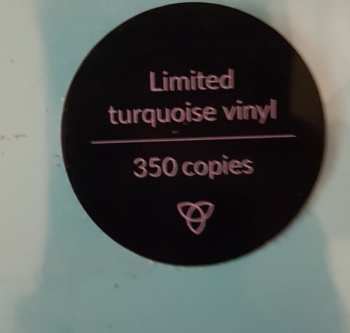 Limited
turquoise vinyl
350 copies